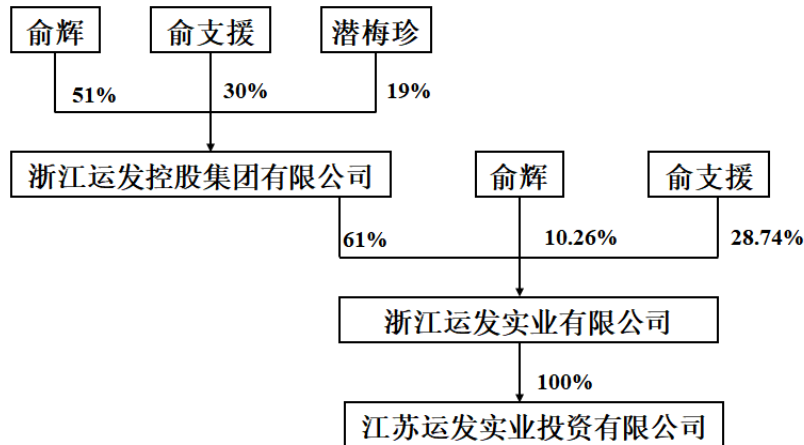 俞辉
俞支援
潜梅珍
51%
30%
19%
浙江运发控股集团有限公司
俞辉
俞支援
61%
10.26%
28.74%
浙江运发实业有限公司
100%
江苏运发实业投资有限公司